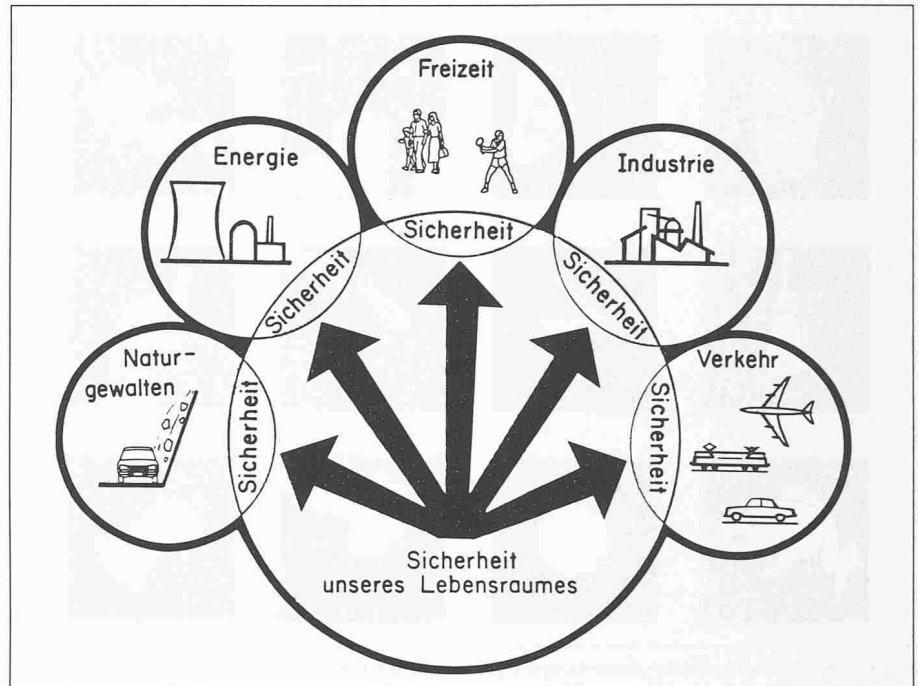 Freizeit
Energie
Industrie
Sicherheit
Sicherheit
Sicherheit
Natur-
gewalten
Verkehr
Sicherheit
Sicherheit
Sicherheit
unseres Lebensraumes